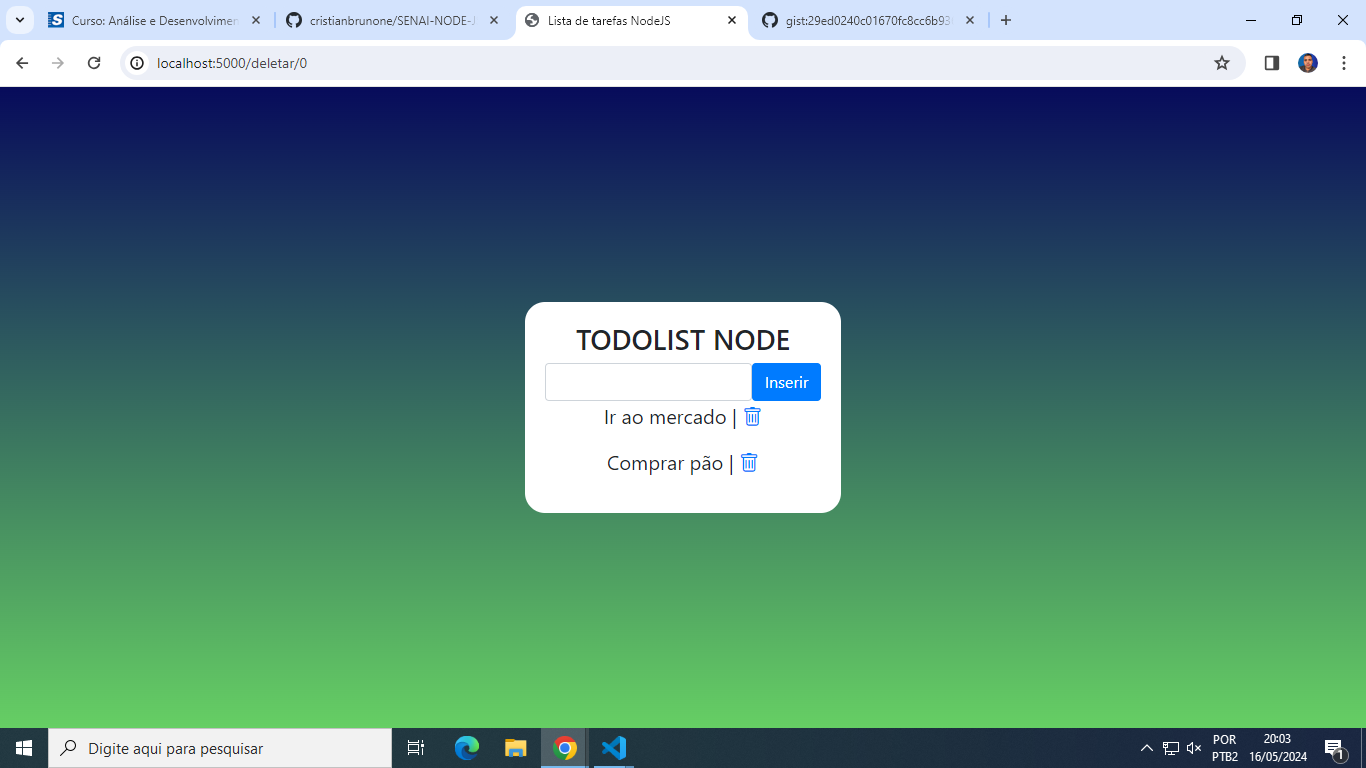 Curso: Análise e Desenvolvimen
cristianbrunone/SENAI-NODE-J
Lista de tarefas NodeJS
gist:29ed0240c01670fc8cc6b93
localhost:5000/deletar/0
TODOLIST NODE
Inserir
Ir ao mercado |
Comprar pão |
Digite aqui para pesquisar
POR
PTB2
20:03
16/05/2024
1